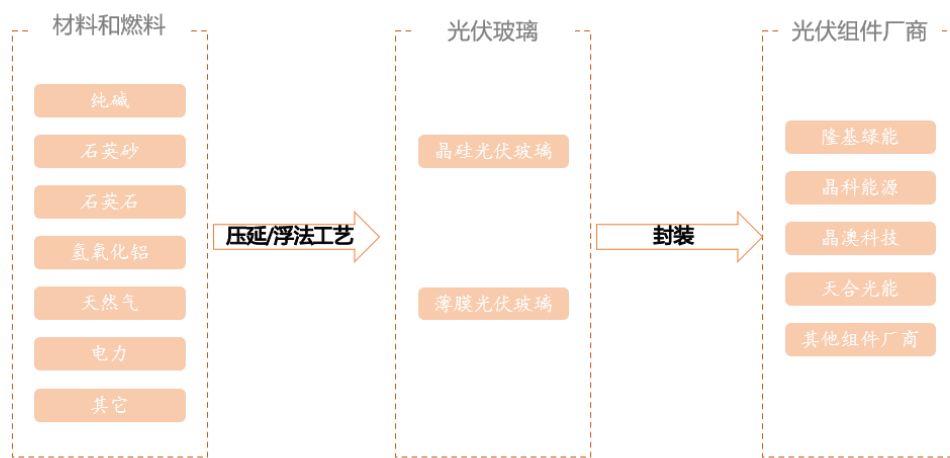 材料和燃料
纯碱
石英砂
石英石
氢氧化铝
天然气
电力
其它
压延/浮法工艺
光伏玻璃
晶硅光伏玻璃
薄膜光伏玻璃
封装
光伏组件厂商
隆基绿能
晶科能源
晶澳科技
天合光能
其他组件厂商